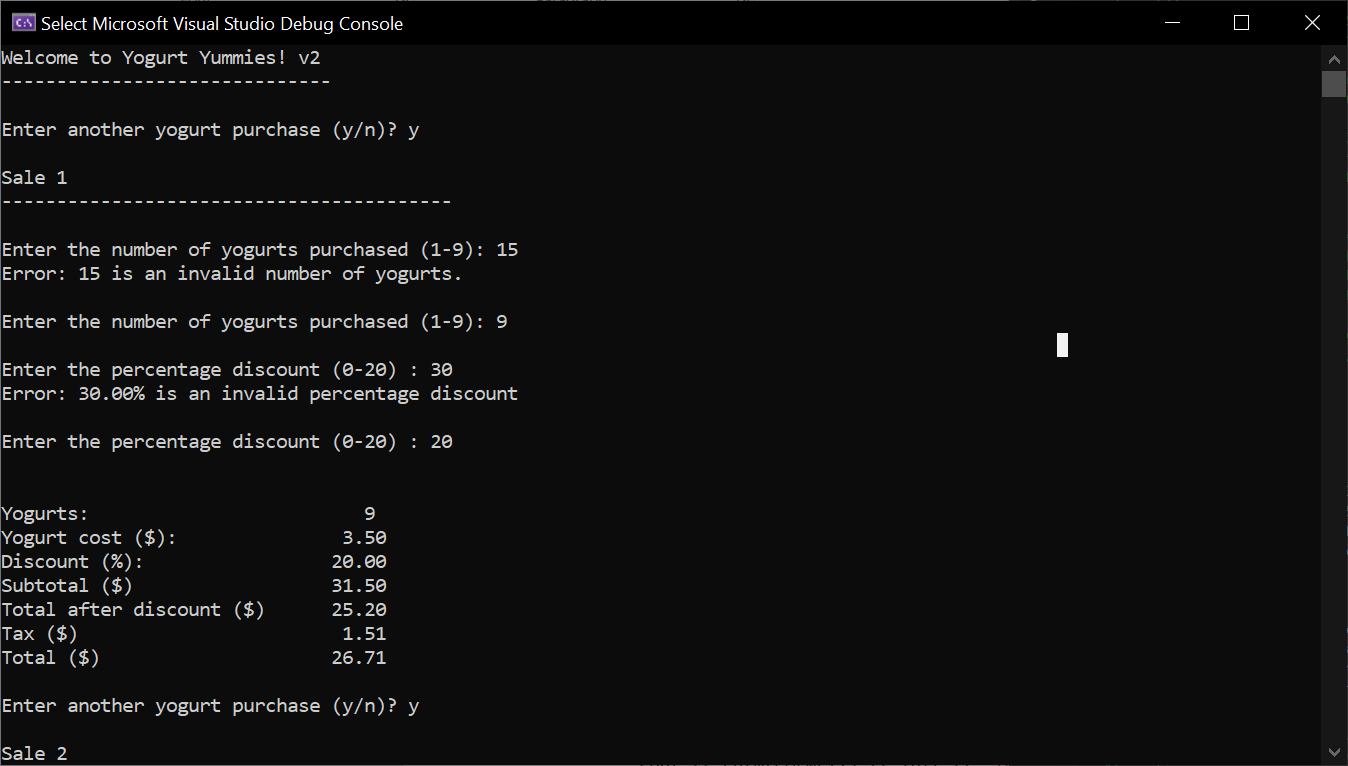 Select Microsoft Visual Studio Debug Console
Welcome to Yogurt Yummies! v2
------------------------------
Enter another yogurt purchase (y/n)? y
Sale 1
-----------------------------------------
Enter the number of yogurts purchased (1-9): 15
Error: 15 is an invalid number of yogurts.
Enter the number of yogurts purchased (1-9): 9
Enter the percentage discount (0-20) : 30
Error: 30.00% is an invalid percentage discount
Enter the percentage discount (0-20) : 20
Yogurts:                         9
Yogurt cost ($):               3.50
Discount (%):                 20.00
Subtotal ($)                  31.50
Total after discount ($)      25.20
Tax ($)                        1.51
Total ($)                     26.71
Enter another yogurt purchase (y/n)? y
Sale 2